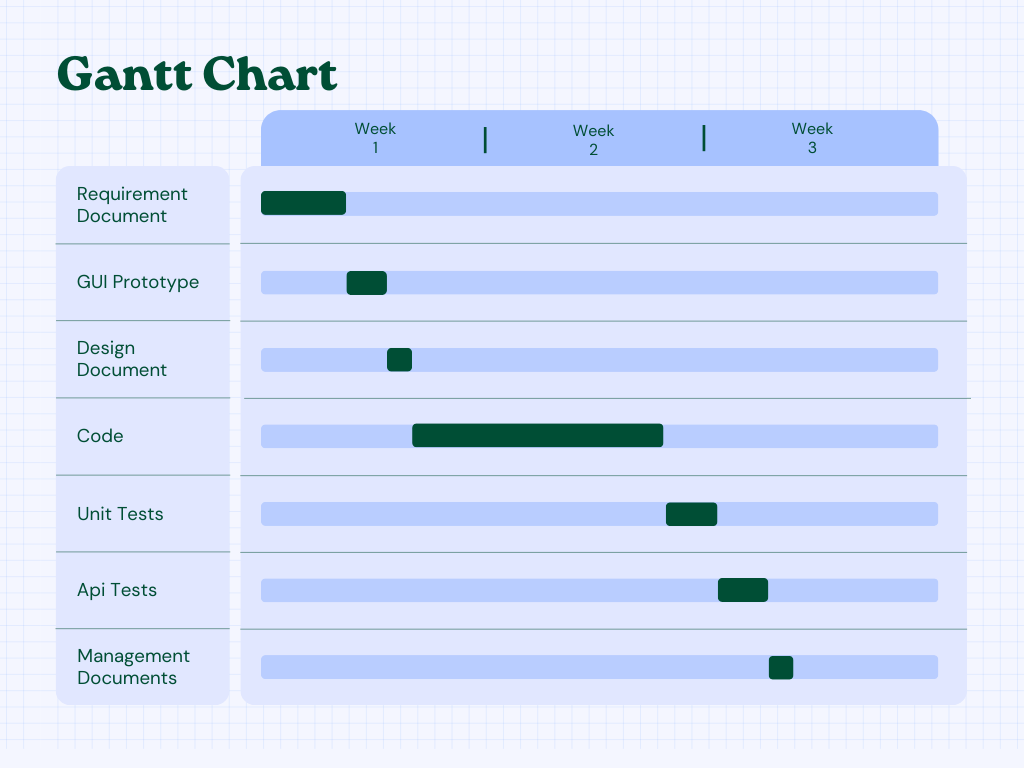 Gantt Chart
Week
1
Week
2
Week
3
Requirement
Document
GUI Prototype
Design
Document
Code
Unit Tests
Api Tests
Management
Documents